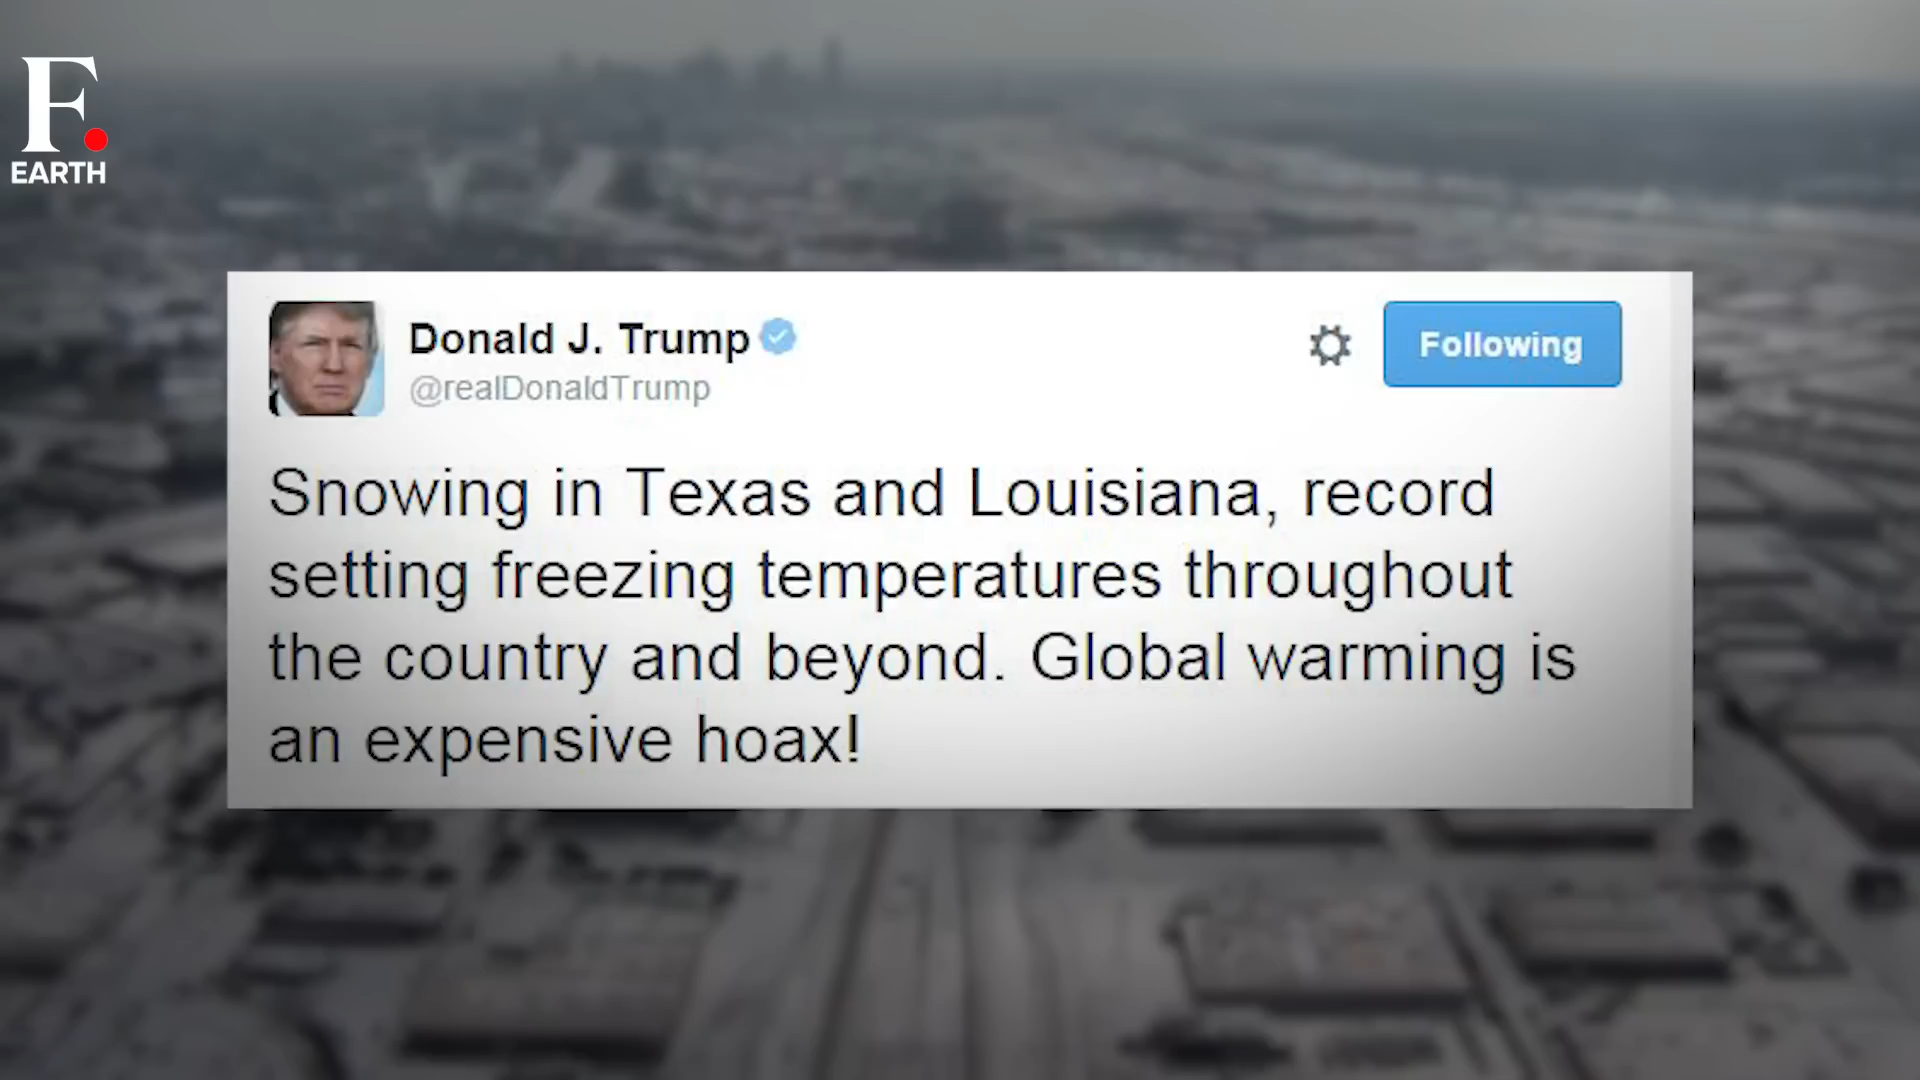 F.
EARTH
Donald J. Trump
@realDonaldTrump
Following
Snowing in Texas and Louisiana, record
setting freezing temperatures throughout
the country and beyond. Global warming is
an expensive hoax!